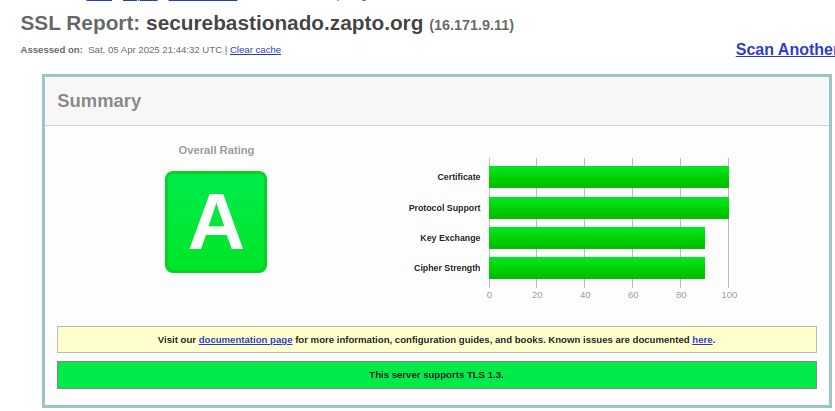 SSL Report: securebastionado.zapto.org (16.171.9.11)
Assessed on: Sat, 05 Apr 2025 21:44:32 UTC | Clear cache
Scan Another
Summary
Overall Rating
A
Certificate
Protocol Support
Key Exchange
Cipher Strength
0 20 40 60 80 100
Visit our documentation page for more information, configuration guides, and books. Known issues are documented here.
This server supports TLS 1.3.